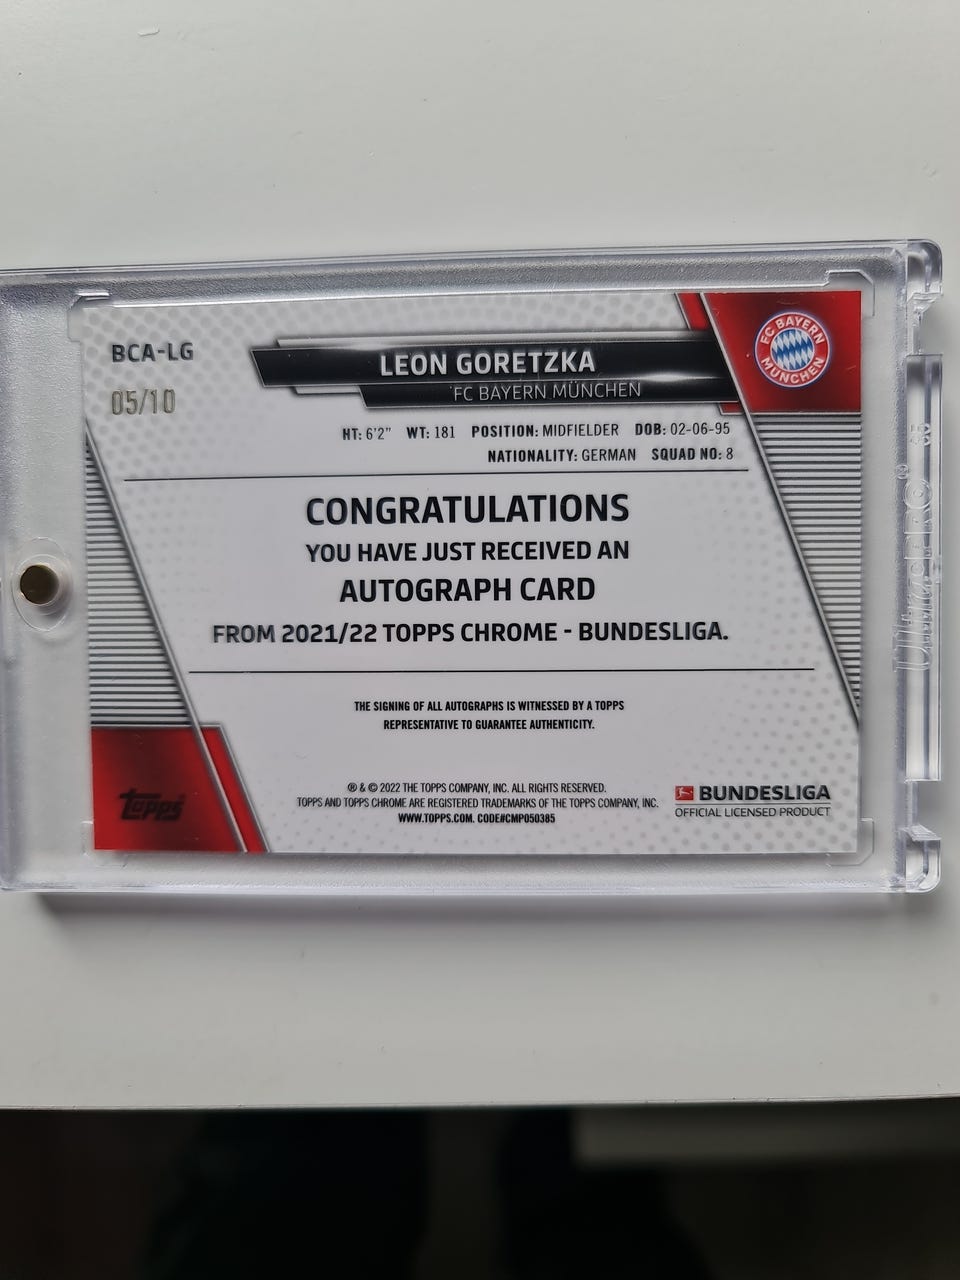 BCA-LG
05/10
LEON GORETZKA
FC BAYERN MÜNCHEN
FC BAYERN
MÜNCHEN
HT: 6'2" WT: 181 POSITION: MIDFIELDER DOB: 02-06-95
NATIONALITY: GERMAN SQUAD NO: 8
CONGRATULATIONS
YOU HAVE JUST RECEIVED AN
AUTOGRAPH CARD
FROM 2021/22 TOPPS CHROME - BUNDESLIGA.
THE SIGNING OF ALL AUTOGRAPHS IS WITNESSED BY A TOPPS
REPRESENTATIVE TO GUARANTEE AUTHENTICITY.
® & © 2022 THE TOPPS COMPANY, INC. ALL RIGHTS RESERVED.
TOPPS AND TOPPS CHROME ARE REGISTERED TRADEMARKS OF THE TOPPS COMPANY, INC.
WWW.TOPPS.COM. CODE#CMP050385
topps
BUNDESLIGA
OFFICIAL LICENSED PRODUCT
Ultra•PRO®